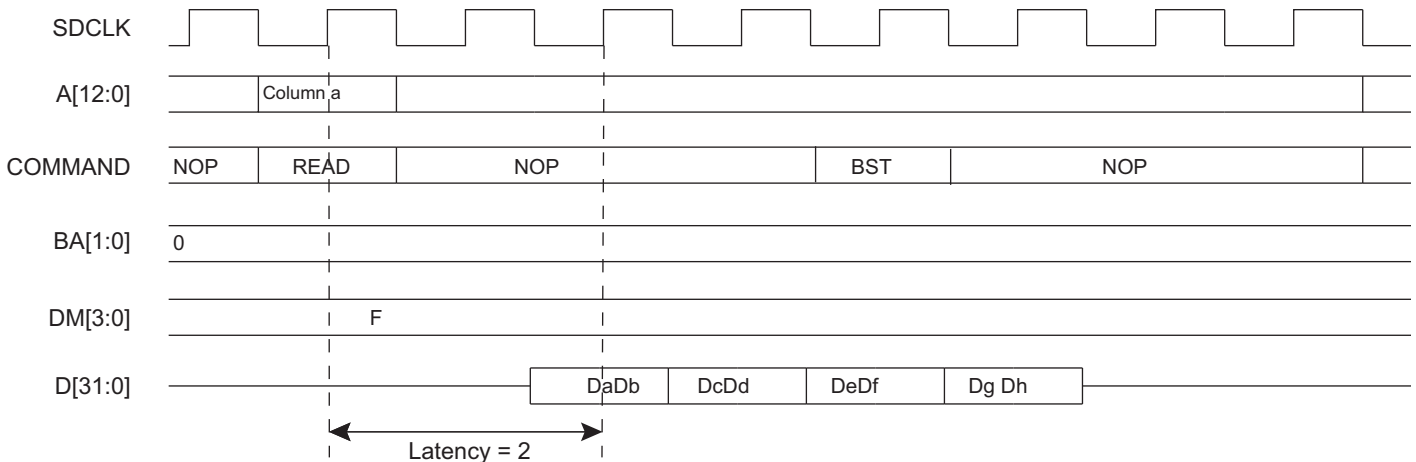 SDCLK
A[12:0] Column a
COMMAND NOP READ NOP BST NOP
BA[1:0] 0
DM[3:0] F
D[31:0] DaDb DcDd DeDf Dg Dh
Latency = 2